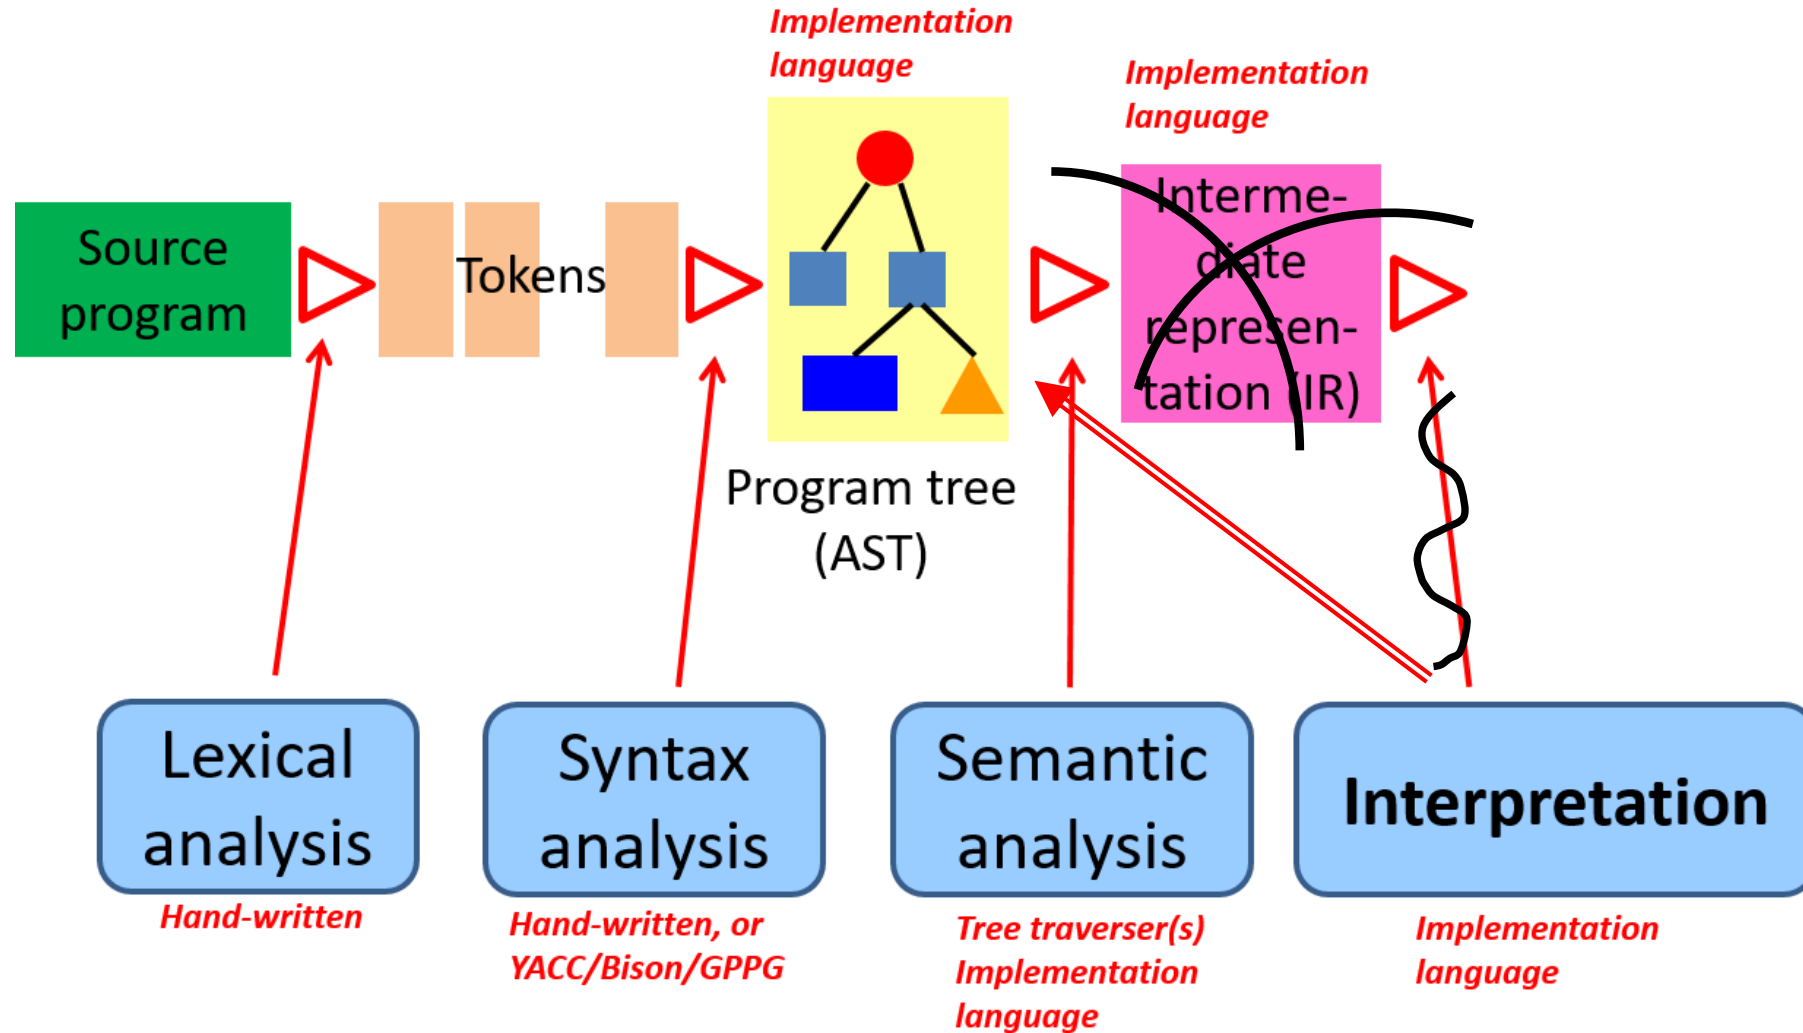 Implementation
language
Implementation
language
Source
program
Tokens
Interme-
diate
represen-
tation (IR)
Program tree
(AST)
Lexical
analysis
Syntax
analysis
Semantic
analysis
Interpretation
Hand-written
Hand-written, or
YACC/Bison/GPPG
Tree traverser(s)
Implementation
language
Implementation
language